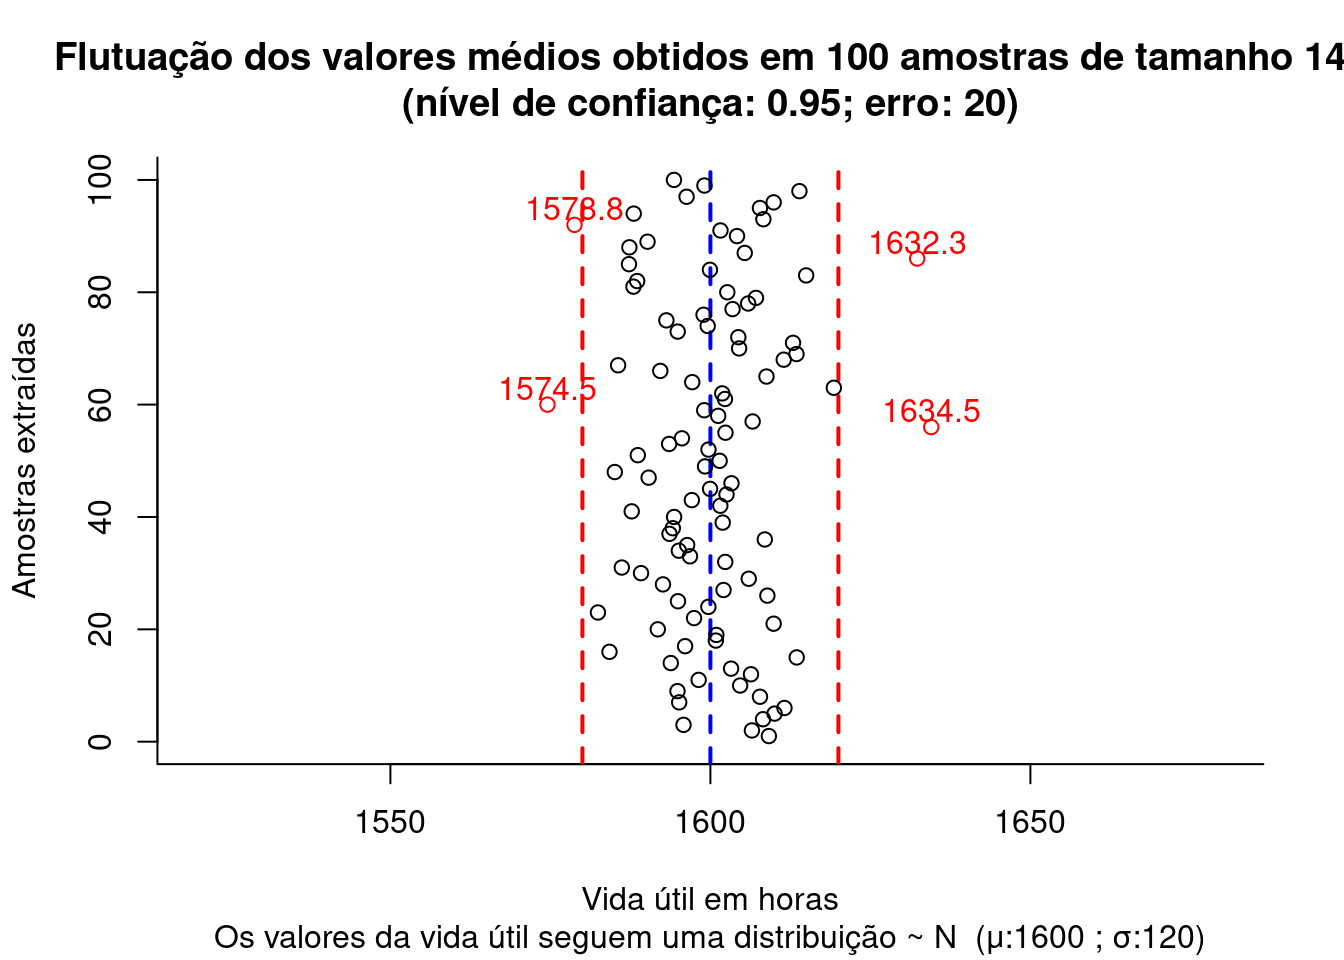 Flutuação dos valores médios obtidos em 100 amostras de tamanho 14
(nível de confiança: 0.95; erro: 20)
Amostras extraídas
100
80
60
40
20
0
1578.8
1632.3
1574.5
1634.5
1550
1600
1650
Vida útil em horas
Os valores da vida útil seguem uma distribuição ~ N (μ:1600 ; σ:120)